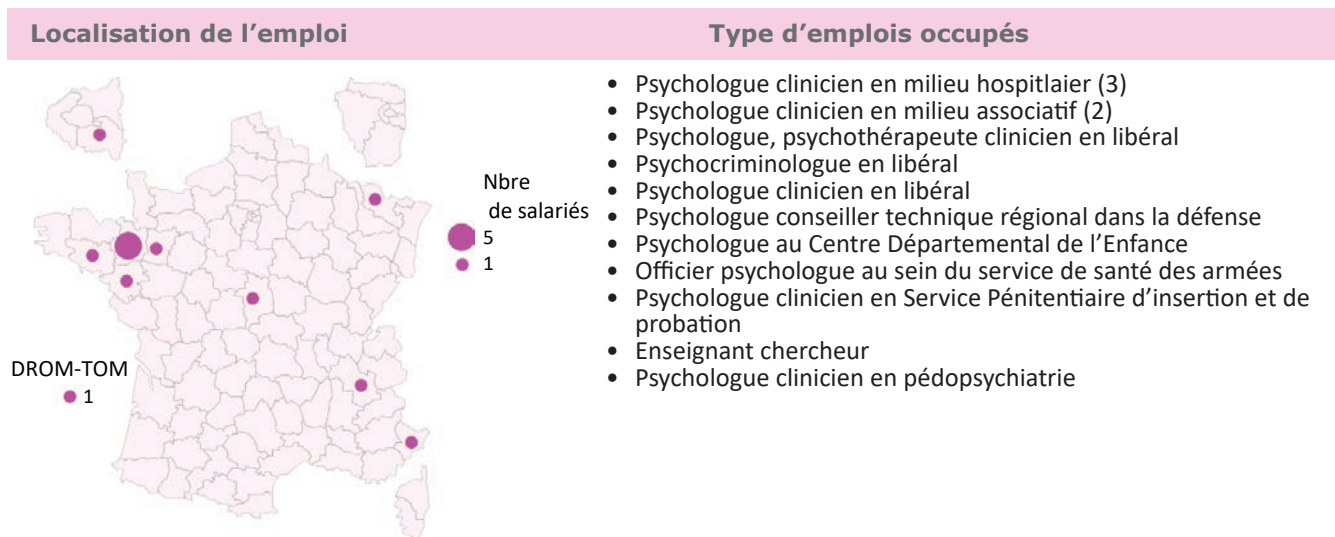 Localisation de l’emploi
Type d’emplois occupés
Nbre
de salariés
5
1
DROM-TOM
1
• Psychologue clinicien en milieu hospitlaier (3)
• Psychologue clinicien en milieu associatif (2)
• Psychologue, psychothérapeute clinicien en libéral
• Psychocriminologue en libéral
• Psychologue clinicien en libéral
• Psychologue conseiller technique régional dans la défense
• Psychologue au Centre Départemental de l’Enfance
• Officier psychologue au sein du service de santé des armées
• Psychologue clinicien en Service Pénitentiaire d’insertion et de
probation
• Enseignant chercheur
• Psychologue clinicien en pédopsychiatrie